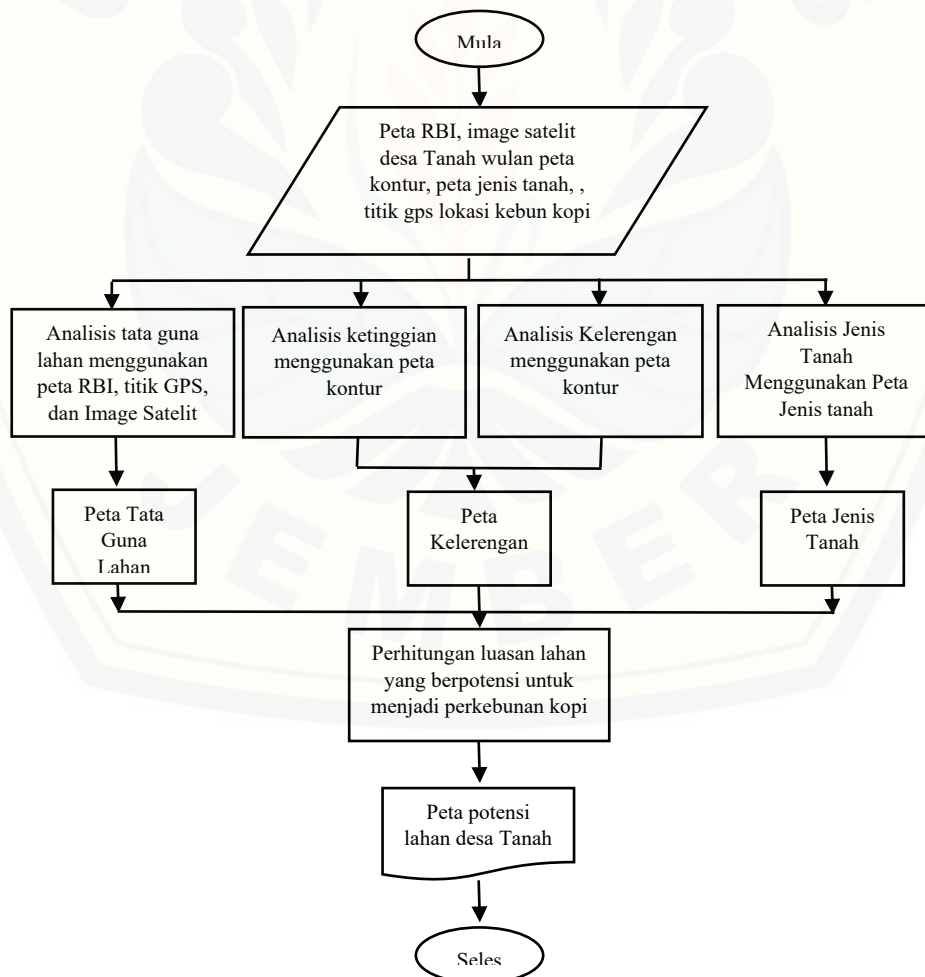 Mula
Peta RBI, image satelit
desa Tanah wulan peta
kontur, peta jenis tanah, ,
titik gps lokasi kebun kopi
Analisis tata guna
lahan menggunakan
peta RBI, titik GPS,
dan Image Satelit
Analisis ketinggian
menggunakan peta
kontur
Analisis Kelerengan
menggunakan peta
kontur
Analisis Jenis
Tanah
Menggunakan Peta
Jenis tanah
Peta Tata
Guna
Lahan
Peta
Kelerengan
Peta Jenis
Tanah
JEMBER
Perhitungan luasan lahan
yang berpotensi untuk
menjadi perkebunan kopi
Peta potensi
lahan desa Tanah
Seles